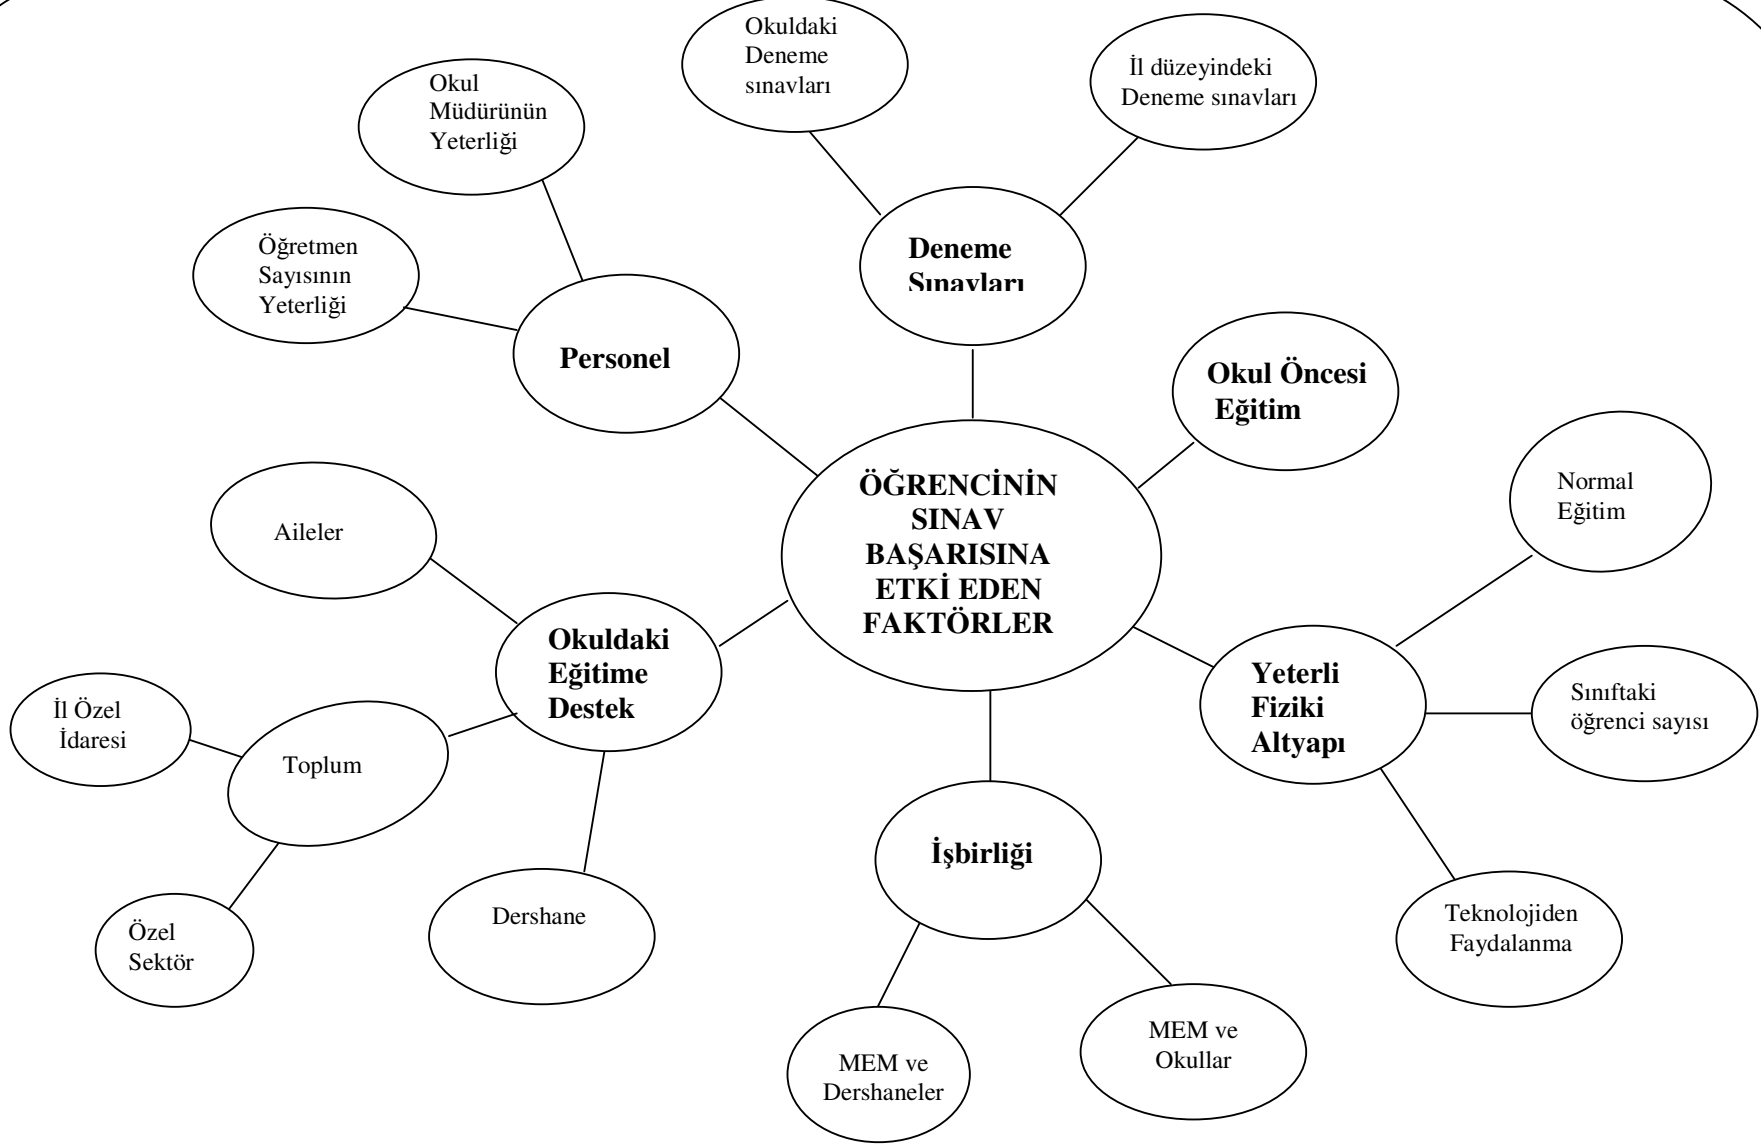 Okuldaki
Deneme
sınavları
İl düzeyindeki
Deneme sınavları
Okul
Müdürünün
Yeterliği
Öğretmen
Sayısının
Yeterliği
Deneme
Sınavları
Personel
Okul Öncesi
Eğitim
ÖĞRENCİNİN
SINAV
BAŞARISINA
ETKİ EDEN
FAKTÖRLER
Normal
Eğitim
Aileler
Okuldaki
Eğitime
Destek
Yeterli
Fiziki
Altyapı
Sınıftaki
öğrenci sayısı
İl Özel
İdaresi
Toplum
İşbirliği
Dershane
Teknolojiden
Faydalanma
Özel
Sektör
MEM ve
Okullar
MEM ve
Dershaneler